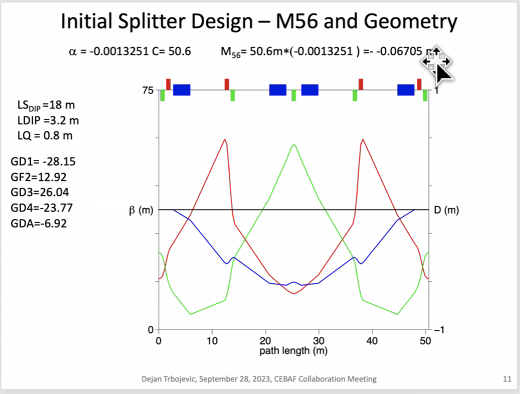 Initial Splitter Design – M56 and Geometry
α = -0.0013251 C= 50.6 M56= 50.6m*(-0.0013251 ) =- -0.06705
LSDIP =18 m
LDIP =3.2 m
LQ = 0.8 m
GD1= -28.15
GF2=12.92
GD3=26.04
GD4=-23.77
GDA=-6.92
75
1
β (m)
D (m)
0
-1
0 10 20 30 40 50
path length (m)
Dejan Trbojevic, September 28, 2023, CEBAF Collaboration Meeting
11